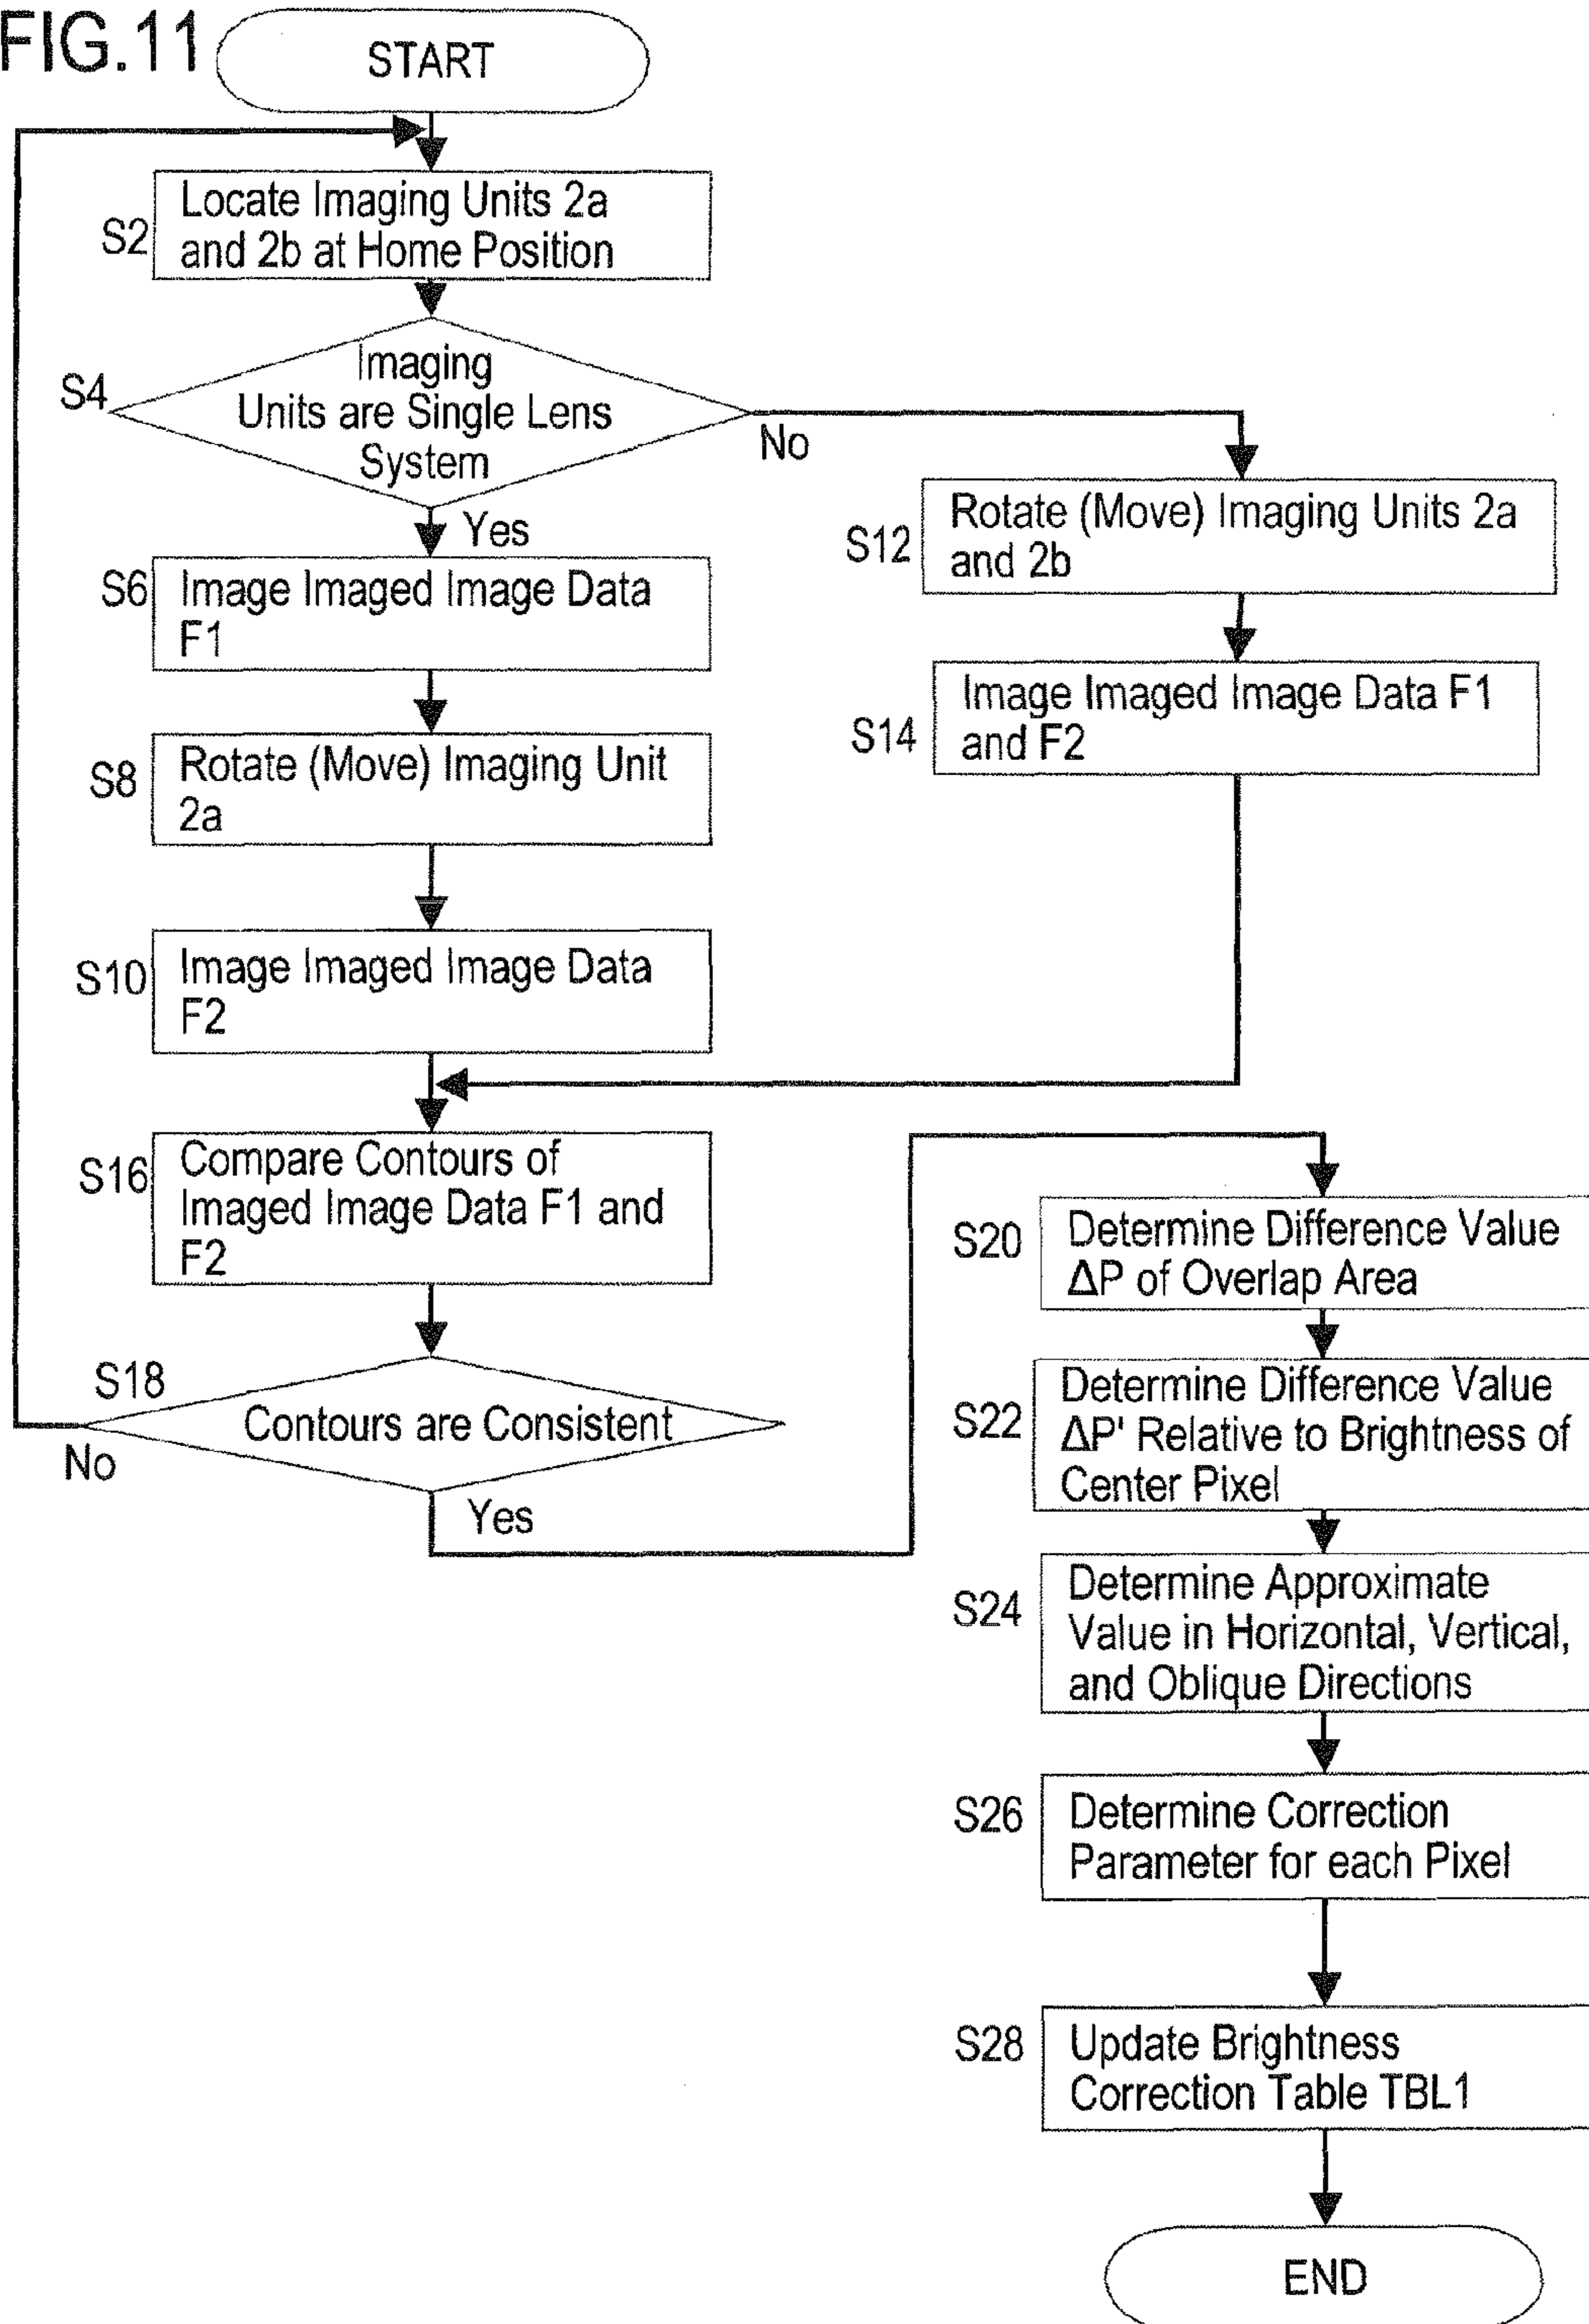 FIG.11
START
S2
Locate Imaging Units 2a
and 2b at Home Position
S4
Imaging
Units are Single Lens
System
No
Yes
S6
Image Imaged Image Data
F1
S8
Rotate (Move) Imaging Unit
2a
S10
Image Imaged Image Data
F2
S12
Rotate (Move) Imaging Units 2a
and 2b
S14
Image Imaged Image Data F1
and F2
S16
Compare Contours of
Imaged Image Data F1 and
F2
S18
Contours are Consistent
No
Yes
S20
Determine Difference Value
ΔP of Overlap Area
S22
Determine Difference Value
ΔP' Relative to Brightness of
Center Pixel
S24
Determine Approximate
Value in Horizontal, Vertical,
and Oblique Directions
S26
Determine Correction
Parameter for each Pixel
S28
Update Brightness
Correction Table TBL1
END